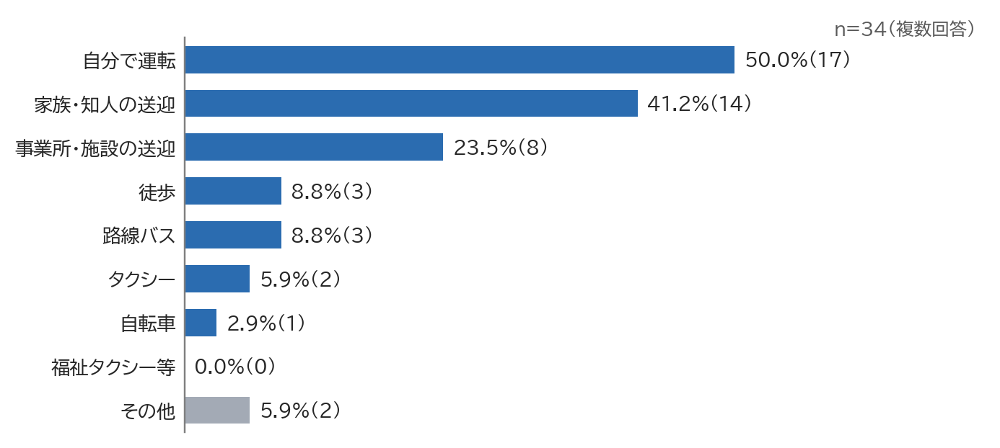 n=34（複数回答）
自分で運転 50.0%(17)
家族・知人の送迎 41.2%(14)
事業所・施設の送迎 23.5%(8)
徒歩 8.8%(3)
路線バス 8.8%(3)
タクシー 5.9%(2)
自転車 2.9%(1)
福祉タクシー等 0.0%(0)
その他 5.9%(2)